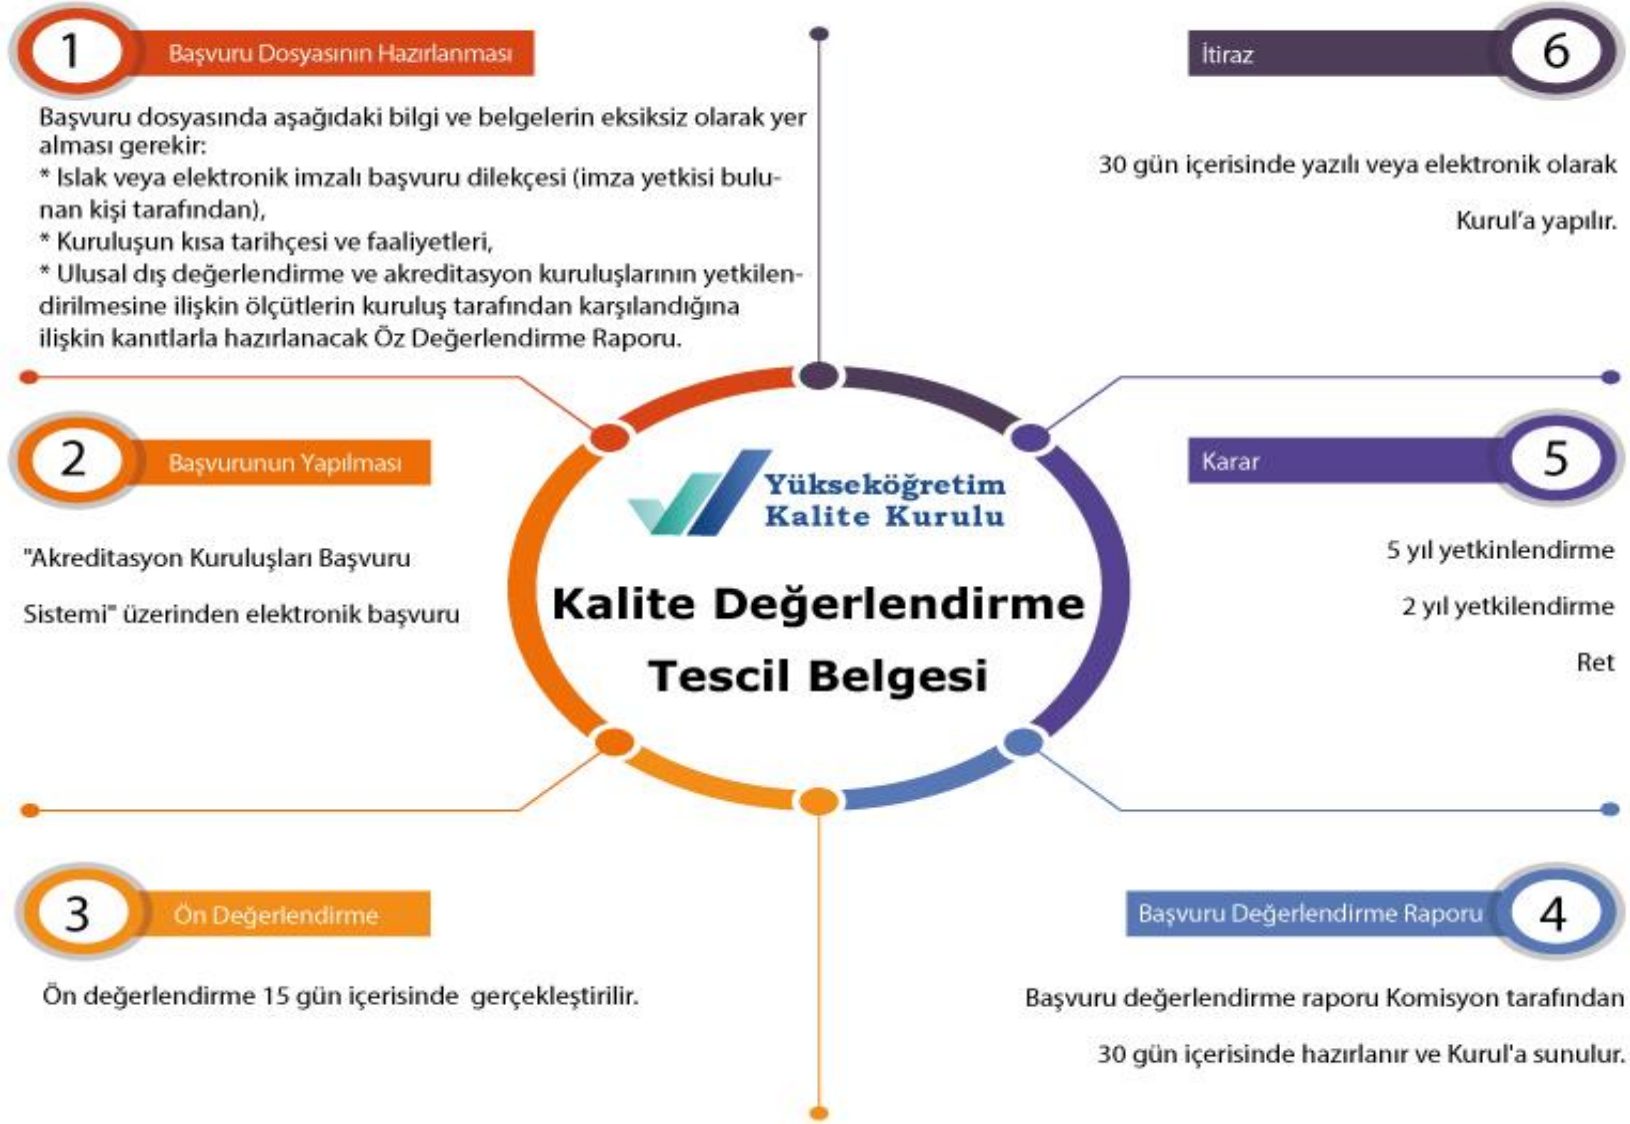 1
Başvuru Dosyasının Hazırlanması
Başvuru dosyasında aşağıdaki bilgi ve belgelerin eksiksiz olarak yer
alması gerekir:
* Islak veya elektronik imzalı başvuru dilekçesi (imza yetkisi bulu-
nan kişi tarafından),
* Kuruluşun kısa tarihçesi ve faaliyetleri,
* Ulusal dış değerlendirme ve akreditasyon kuruluşlarının yetkilen-
dirilmesine ilişkin ölçütlerin kuruluş tarafından karşılandığına
ilişkin kanıtlarla hazırlanacak Öz Değerlendirme Raporu.
2
Başvurunun Yapılması
"Akreditasyon Kuruluşları Başvuru
Sistemi" üzerinden elektronik başvuru
3
Ön Değerlendirme
Ön değerlendirme 15 gün içerisinde gerçekleştirilir.
Yükseköğretim
Kalite Kurulu
Kalite Değerlendirme
Tescil Belgesi
Başvuru Değerlendirme Raporu
4
Başvuru değerlendirme raporu Komisyon tarafından
30 gün içerisinde hazırlanır ve Kurul'a sunulur.
Karar
5
5 yıl yetkinlendirme
2 yıl yetkilendirme
Ret
İtiraz
6
30 gün içerisinde yazılı veya elektronik olarak
Kurul’a yapılır.